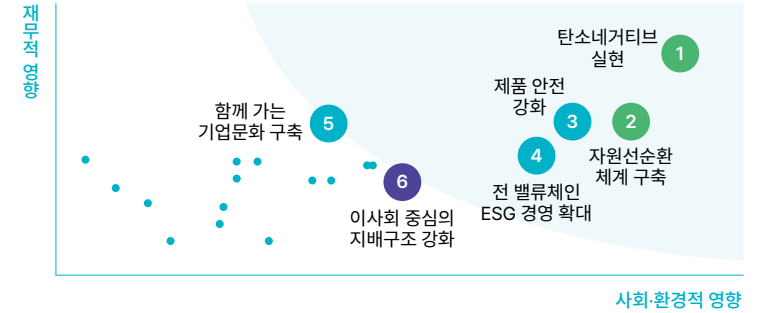 재무적 영향
탄소네거티브
실현
1
제품 안전
강화
3
2
자원선순환
체계 구축
함께 가는
기업문화 구축
5
4
전 밸류체인
ESG 경영 확대
6
이사회 중심의
지배구조 강화
사회·환경적 영향